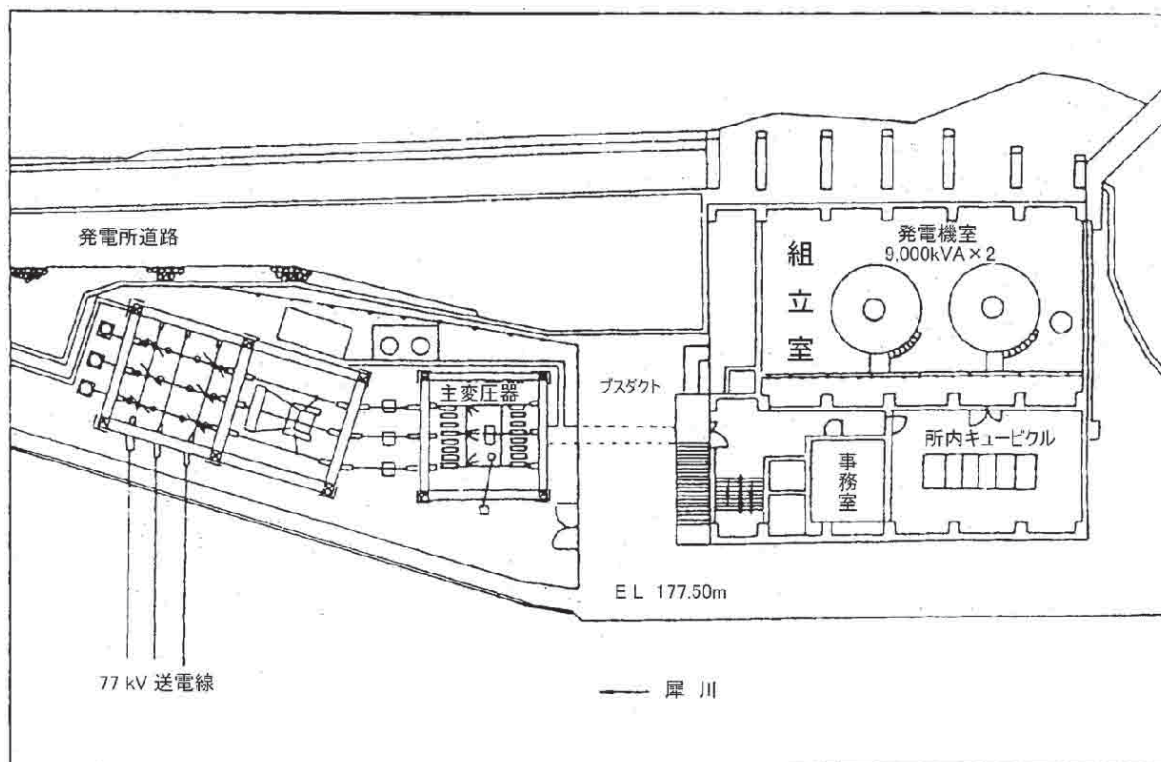 発電所道路
発電機室
9,000kVA×2
組立室
主変圧器
ブスダクト
所内キュービクル
事務室
EL 177.50m
77 kV 送電線
犀川